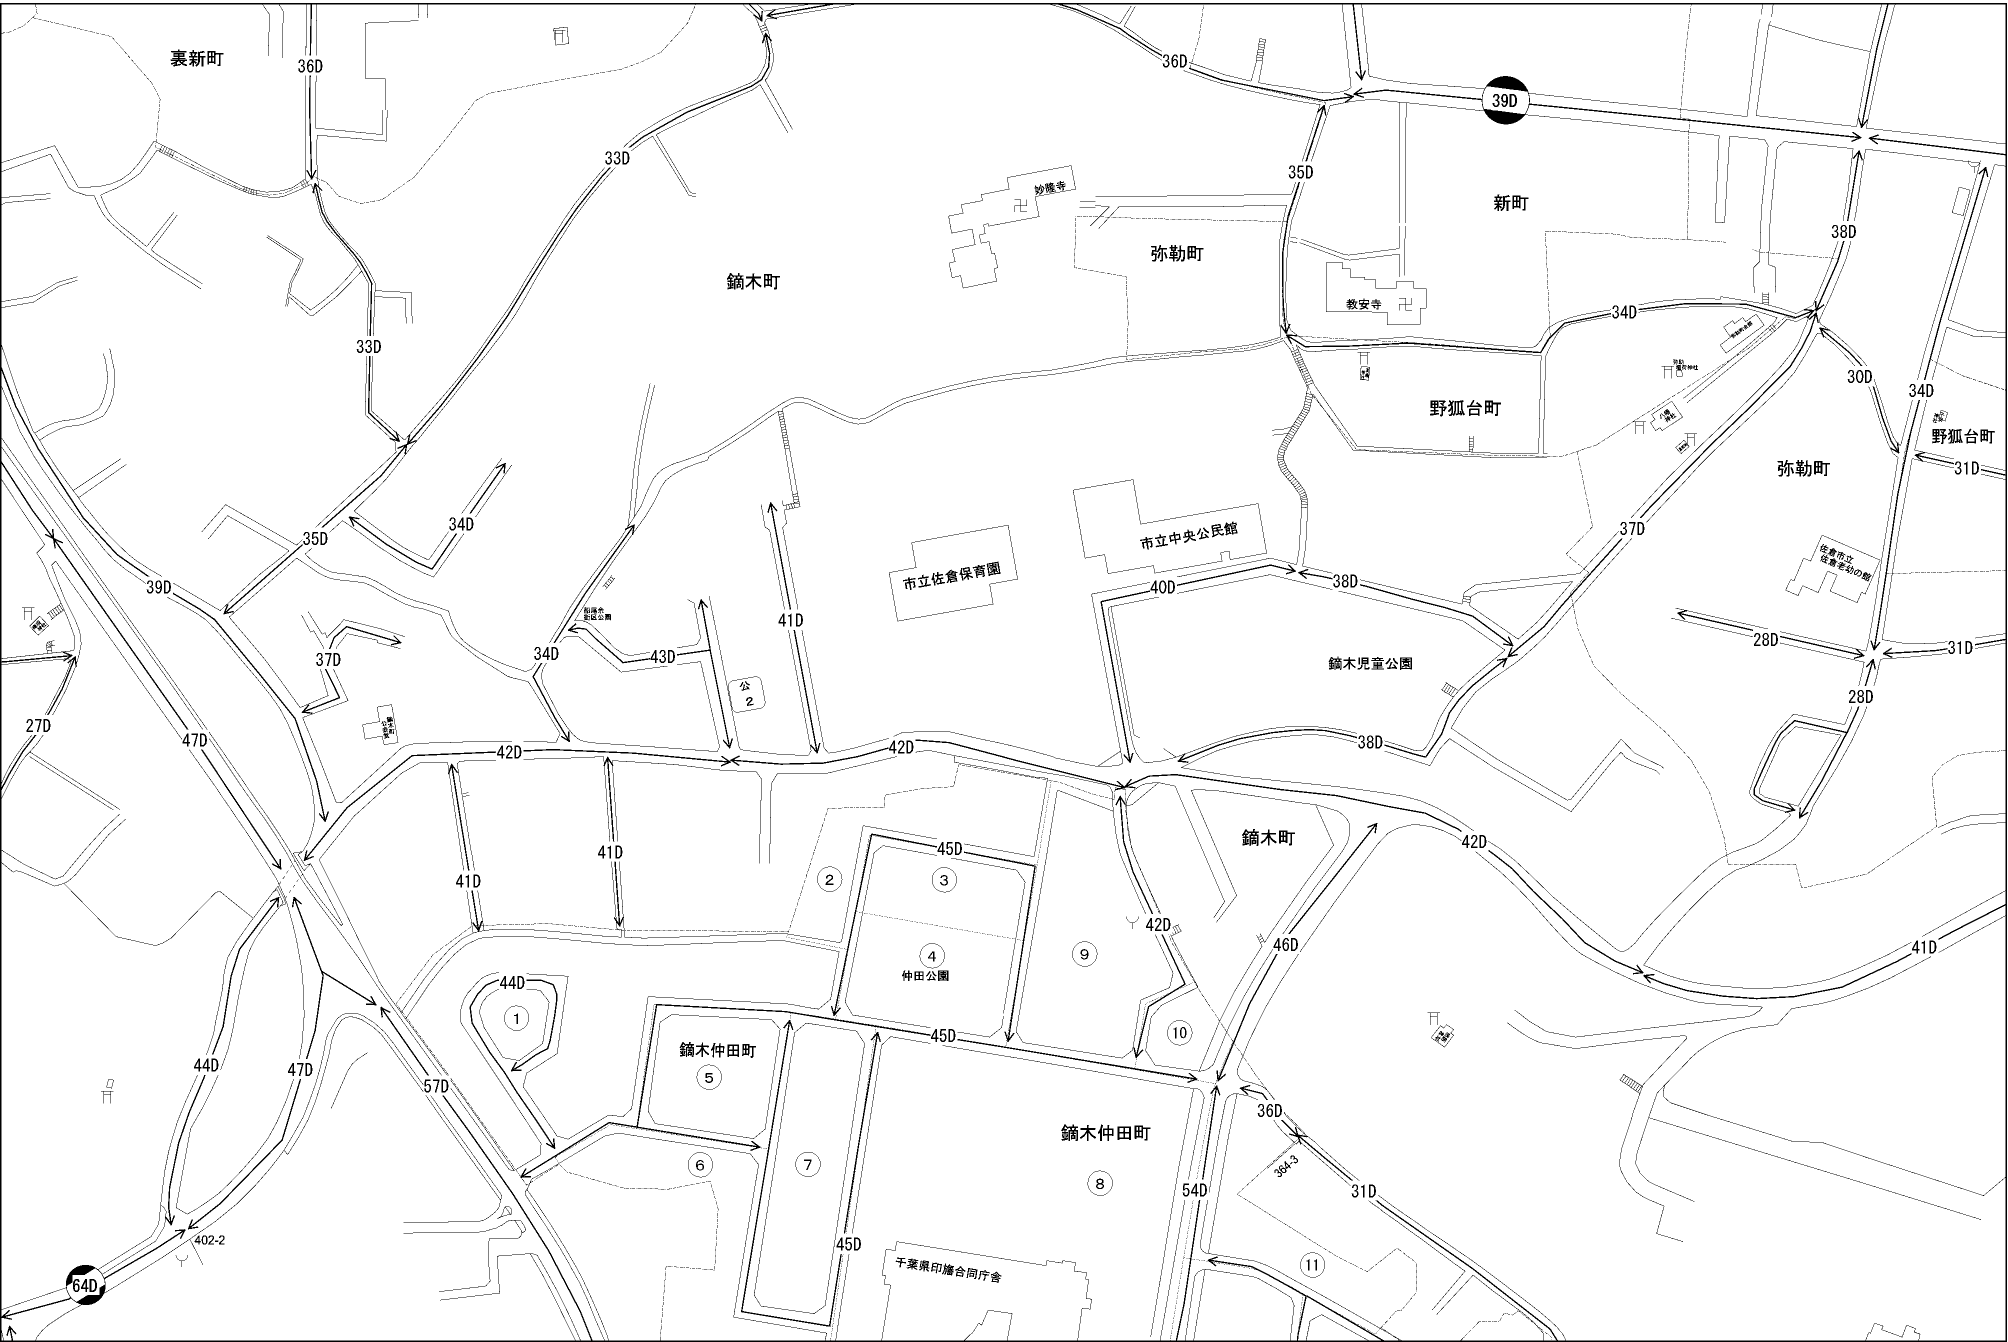 裏新町
36D
36D
39D
33D
35D
妙隆寺
新町
弥勒町
38D
鏑木町
教安寺
34D
33D
30D
34D
野狐台町
八幡神社
野狐台町
弥勒町
31D
34D
35D
37D
市立中央公民館
佐倉市立
佐倉老幼の館
市立佐倉保育園
39D
40D
38D
41D
28D
31D
34D
43D
37D
鏑木児童公園
公
2
28D
27D
47D
42D
42D
38D
鏑木町
42D
45D
41D
41D
2
3
42D
46D
41D
4
仲田公園
9
44D
1
10
45D
鏑木仲田町
5
44D
47D
57D
36D
鏑木仲田町
6
7
8
364-3
54D
31D
402-2
45D
千葉県印旛合同庁舎
11
64D